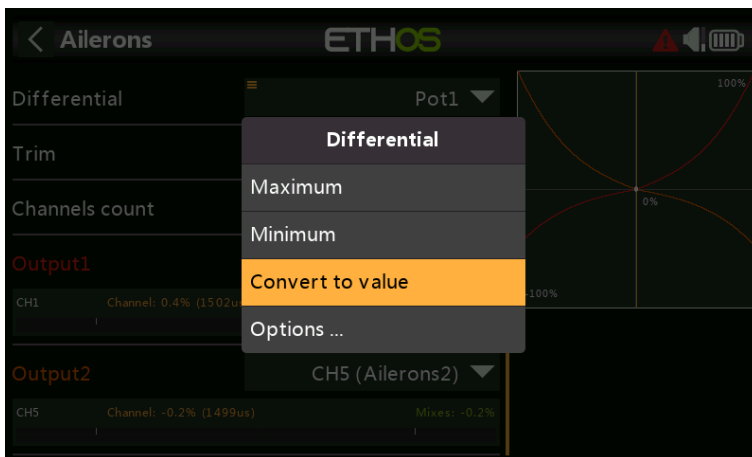 Ailerons
ETHOS
Differential
Pot1
100%
Differential
Trim
Maximum
Channels count
Minimum
0%
Output1
Convert to value
CH1
Channel: 0.4% (1502u
-100%
Options ...
Output2
CH5 (Ailerons2)
CH5
Channel: -0.2% (1499us)
Mixes: -0.2%